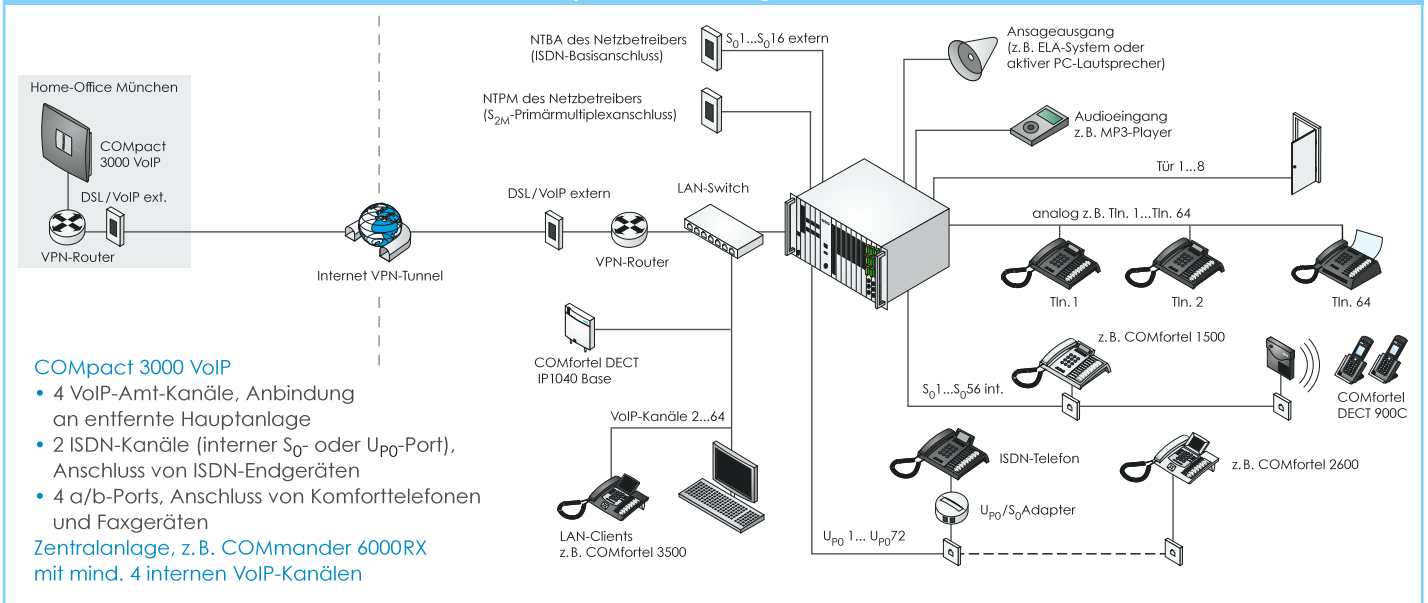 Home-Office München
COMpact
3000 VoIP
DSL/VoIP ext.
VPN-Router
Internet VPN-Tunnel
NTBA des Netzbetreibers
(ISDN-Basisanschluss)
S01...S016 extern
NTPM des Netzbetreibers
(S2M-Primärmultiplexanschluss)
DSL/VoIP extern
VPN-Router
LAN-Switch
COMfortel DECT
IP1040 Base
VoIP-Kanäle 2...64
LAN-Clients
z.B. COMfortel 3500
Ansageausgang
(z.B. ELA-System oder
aktiver PC-Lautsprecher)
Audioeingang
z.B. MP3-Player
Tür 1...8
analog z.B. Tln. 1...Tln. 64
Tln. 1
Tln. 2
Tln. 64
z.B. COMfortel 1500
S01...S056 int.
COMfortel
DECT 900C
ISDN-Telefon
z.B. COMfortel 2600
UP0/S0Adapter
UP0 1... UP072
COMpact 3000 VoIP
• 4 VoIP-Amt-Kanäle, Anbindung
an entfernte Hauptanlage
• 2 ISDN-Kanäle (interner S0- oder UP0-Port),
Anschluss von ISDN-Endgeräten
• 4 a/b-Ports, Anschluss von Komforttelefonen
und Faxgeräten
Zentralanlage, z.B. COMmander 6000RX
mit mind. 4 internen VoIP-Kanälen